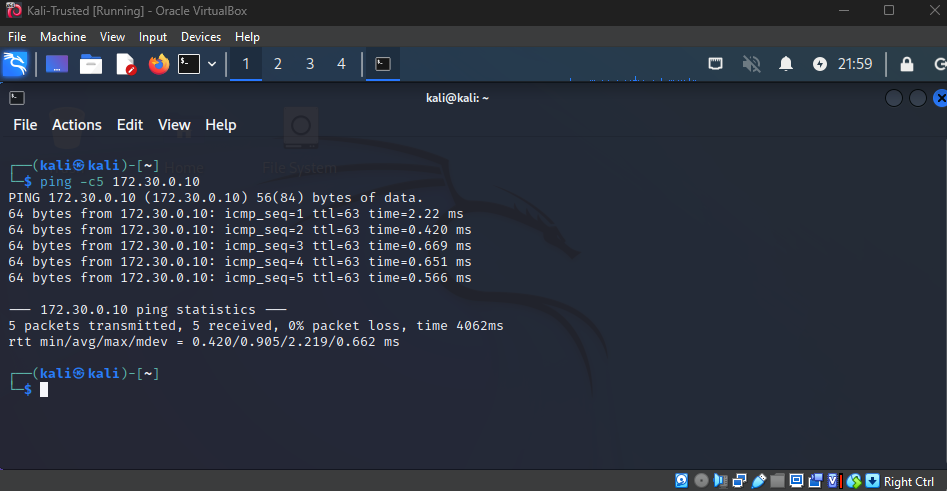 Kali-Trusted [Running] - Oracle VirtualBox
File Machine View Input Devices Help
1 2 3 4 21:59
kali@kali: ~
File Actions Edit View Help
Home File System
┌──(kali㉿kali)-[~]
└─$ ping -c5 172.30.0.10
PING 172.30.0.10 (172.30.0.10) 56(84) bytes of data.
64 bytes from 172.30.0.10: icmp_seq=1 ttl=63 time=2.22 ms
64 bytes from 172.30.0.10: icmp_seq=2 ttl=63 time=0.420 ms
64 bytes from 172.30.0.10: icmp_seq=3 ttl=63 time=0.669 ms
64 bytes from 172.30.0.10: icmp_seq=4 ttl=63 time=0.651 ms
64 bytes from 172.30.0.10: icmp_seq=5 ttl=63 time=0.566 ms
--- 172.30.0.10 ping statistics ---
5 packets transmitted, 5 received, 0% packet loss, time 4062ms
rtt min/avg/max/mdev = 0.420/0.905/2.219/0.662 ms
┌──(kali㉿kali)-[~]
└─$
Right Ctrl